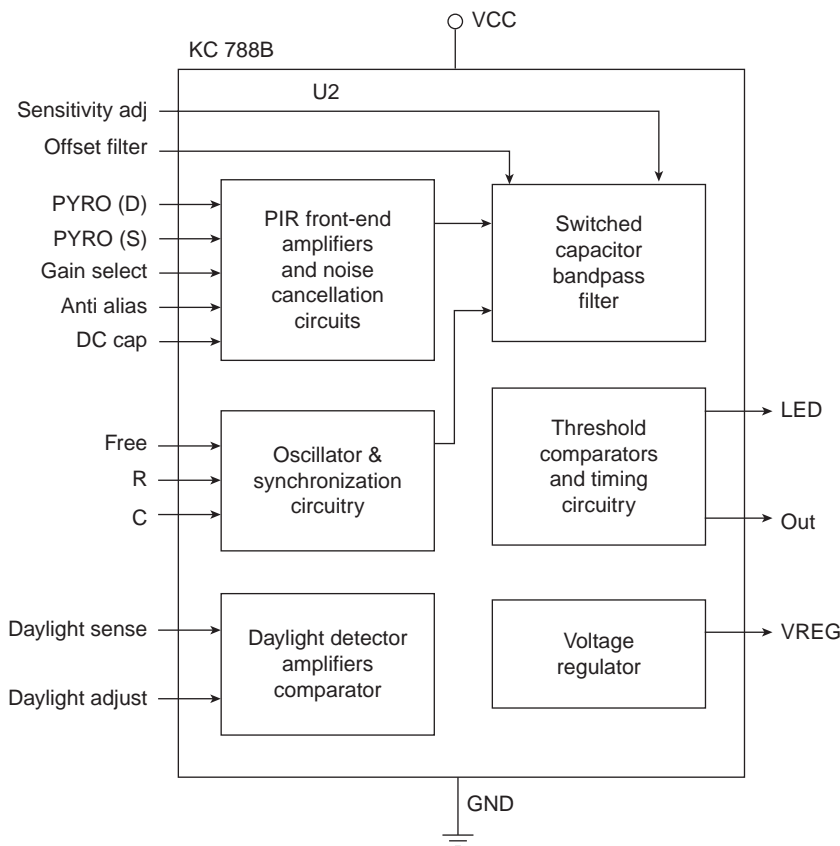 VCC
KC 788B
U2
Sensitivity adj
Offset filter
PYRO (D)
PYRO (S)
Gain select
Anti alias
DC cap
PIR front-end
amplifiers
and noise
cancellation
circuits
Switched
capacitor
bandpass
filter
Free
R
C
Oscillator &
synchronization
circuitry
Threshold
comparators
and timing
circuitry
LED
Out
Daylight sense
Daylight adjust
Daylight detector
amplifiers
comparator
Voltage
regulator
VREG
GND